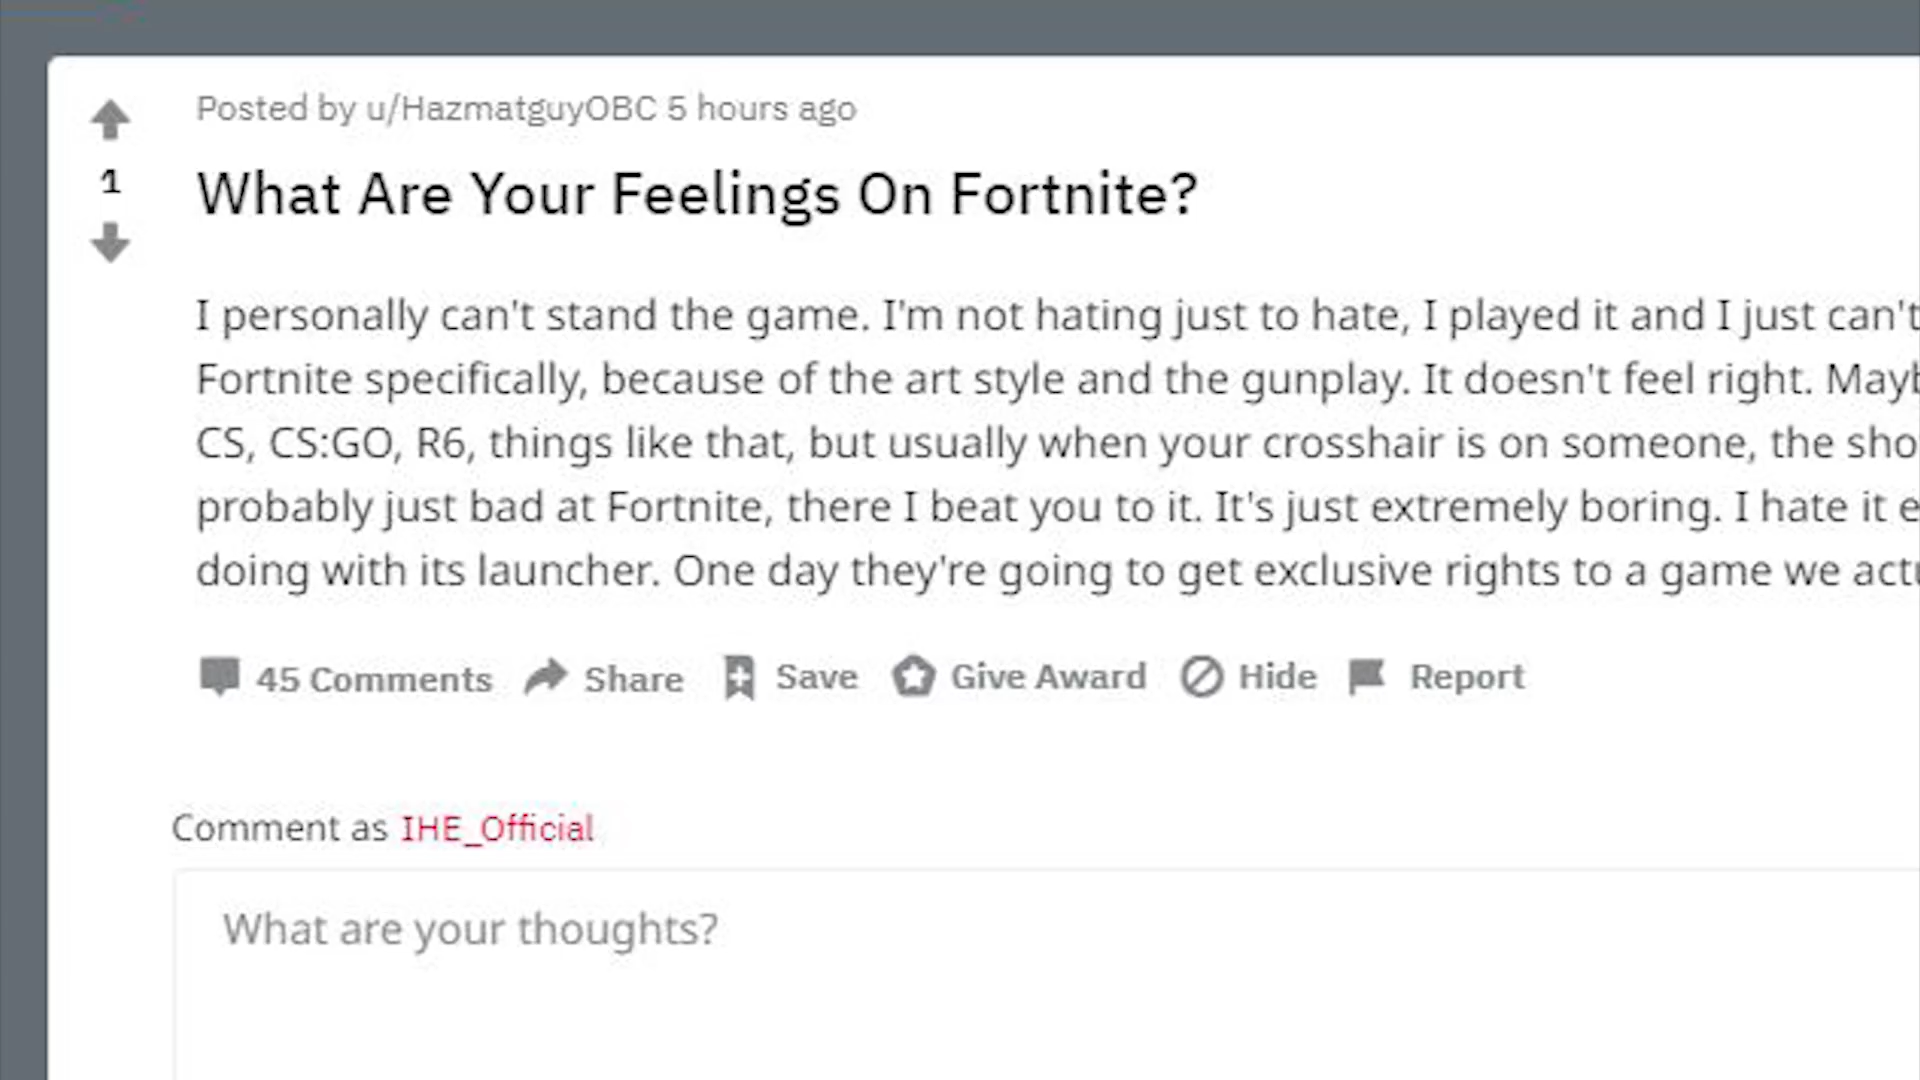 Posted by u/HazmatguyOBC 5 hours ago
1
What Are Your Feelings On Fortnite?
I personally can't stand the game. I'm not hating just to hate, I played it and I just can't
Fortnite specifically, because of the art style and the gunplay. It doesn't feel right.
CS, CS:GO, R6, things like that, but usually when your crosshair is on someone, the
probably just bad at Fortnite, there I beat you to it. It's just extremely boring. I hate it
doing with its launcher. One day they're going to get exclusive rights to a game we
45 Comments Share Save Give Award Hide Report
Comment as IHE_Official
What are your thoughts?